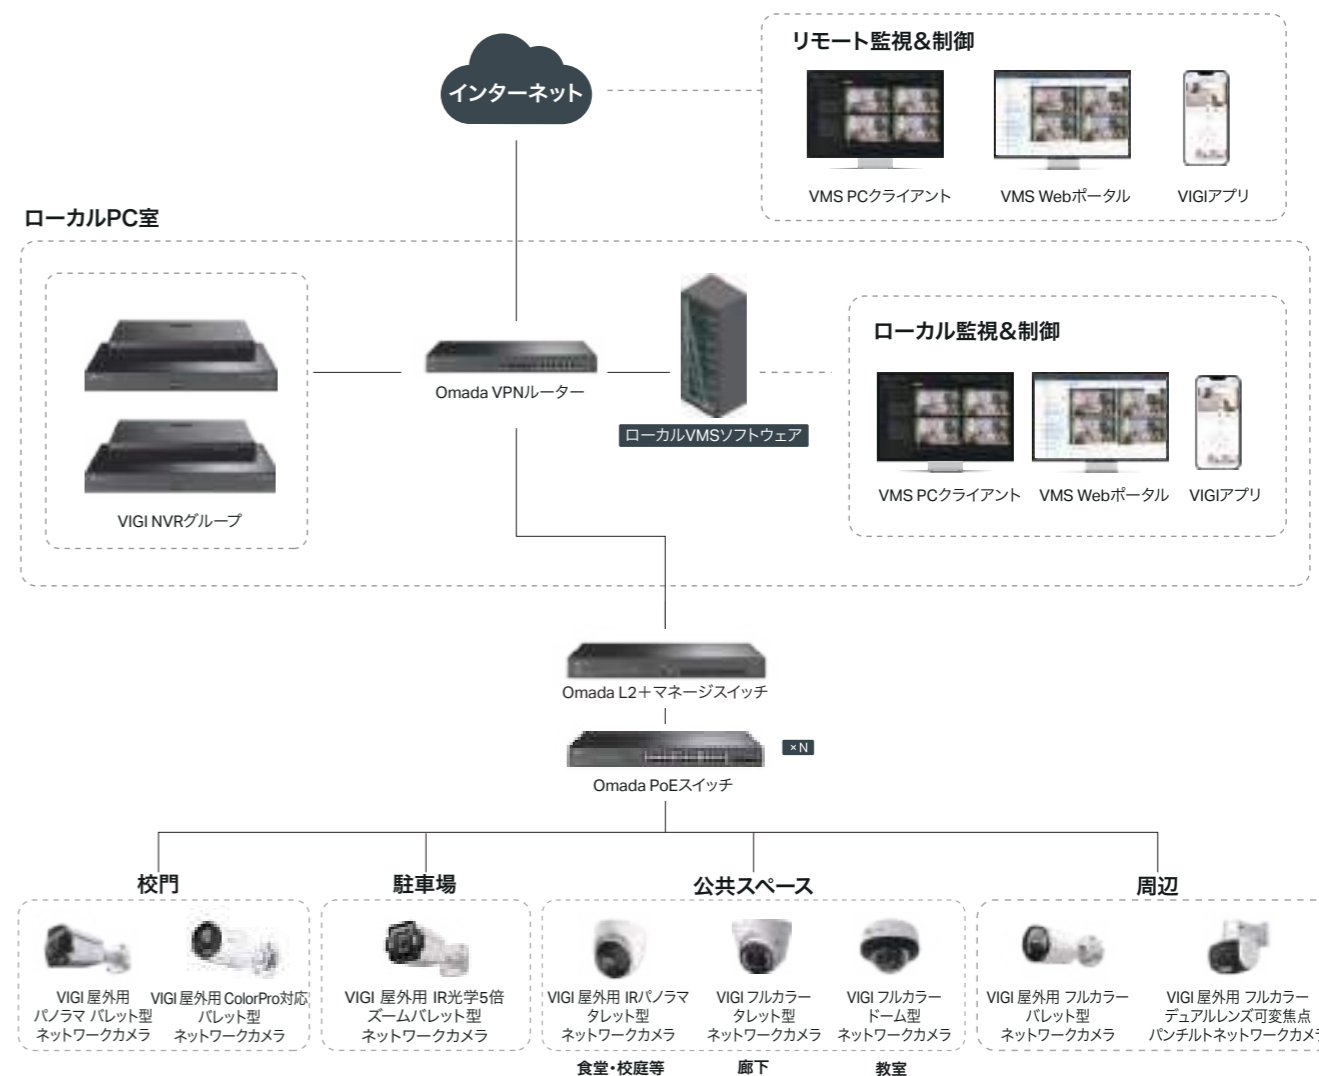 リモート監視&制御
インターネット
VMS PCクライアント
VMS Webポータル
VIGIアプリ
ローカルPC室
ローカル監視&制御
Omada VPNルーター
ローカルVMSソフトウェア
VMS PCクライアント
VMS Webポータル
VIGIアプリ
VIGI NVRグループ
Omada L2+マネージスイッチ
×N
Omada PoEスイッチ
校門
駐車場
公共スペース
周辺
VIGI 屋外用
パノラマ バレット型
ネットワークカメラ
VIGI 屋外用 ColorPro対応
バレット型
ネットワークカメラ
VIGI 屋外用 IR光学5倍
ズームバレット型
ネットワークカメラ
VIGI 屋外用 IRパノラマ
タレット型
ネットワークカメラ
VIGI フルカラー
タレット型
ネットワークカメラ
VIGI フルカラー
ドーム型
ネットワークカメラ
VIGI 屋外用 フルカラー
バレット型
ネットワークカメラ
VIGI 屋外用 フルカラー
デュアルレンズ可変焦点
パンチルトネットワークカメラ
食堂・校庭等
廊下
教室